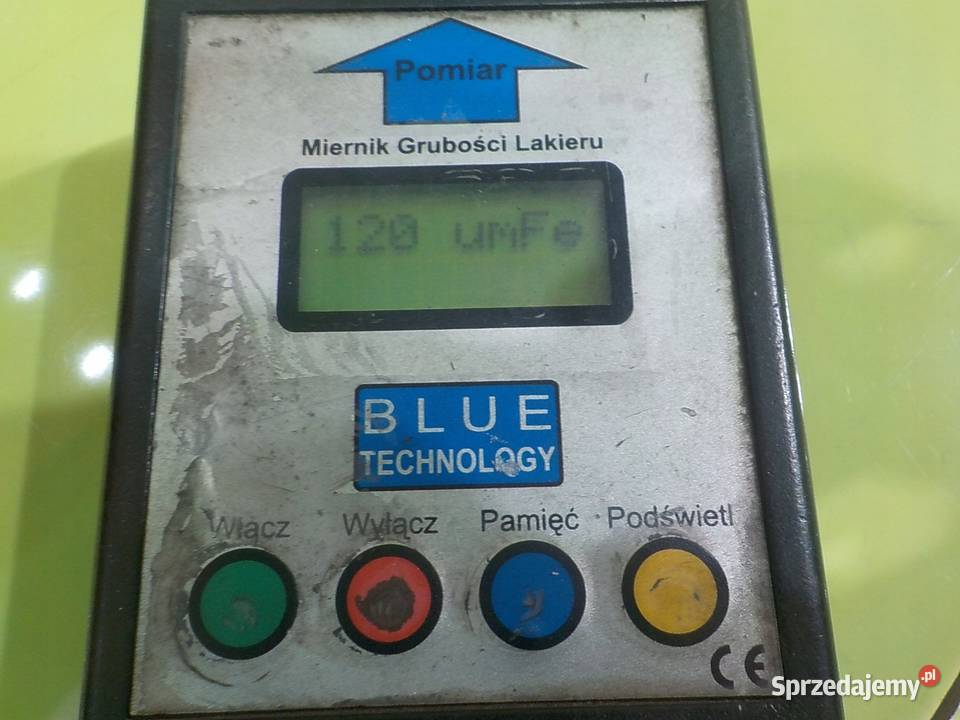 Pomiar
Miernik Grubości Lakieru
120 umFe
BLUE
TECHNOLOGY
Włącz Wyłącz Pamięć Podświetl
CE
Sprzedajemy.pl